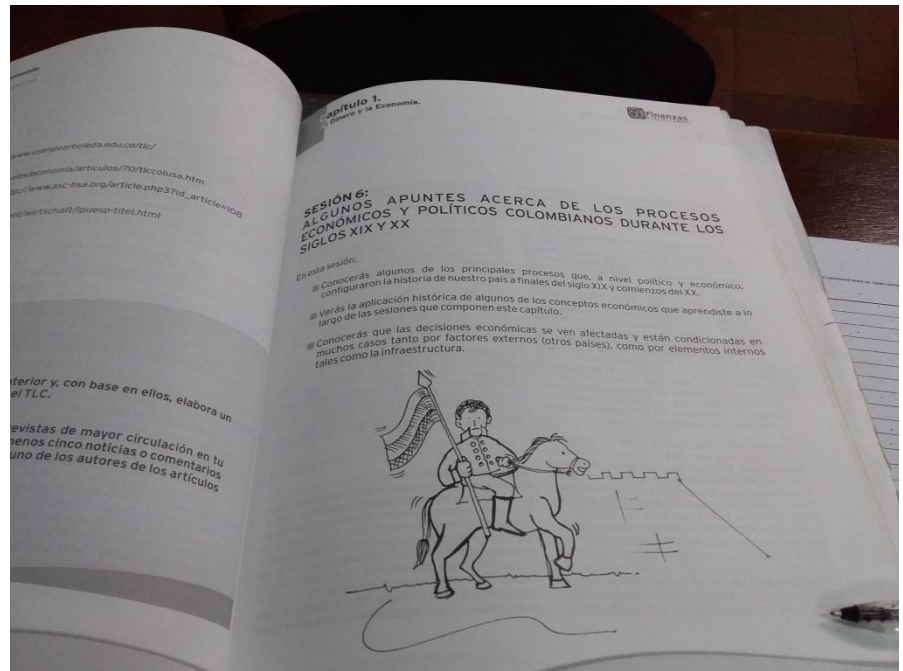 www.usergioarboleda.edu.co/tlc/
ales/economia/articulos/70/tlccolusa.htm
p://www.asc-hsa.org/article.php3?id_article=108
ent/wirtschaft/ipuesp-titel.html
terior y, con base en ellos, elabora un
el TLC.
revistas de mayor circulación en tu
menos cinco noticias o comentarios
uno de los autores de los artículos
Capítulo 1.
Dinero y la Economía.
Finanzas
SESIÓN 6:
ALGUNOS APUNTES ACERCA DE LOS PROCESOS
ECONÓMICOS Y POLÍTICOS COLOMBIANOS DURANTE LOS
SIGLOS XIX Y XX
En esta sesión:
Conocerás algunos de los principales procesos que, a nivel político y económico,
configuraron la historia de nuestro país a finales del siglo XIX y comienzos del XX.
Verás la aplicación histórica de algunos de los conceptos económicos que aprendiste a lo
largo de las sesiones que componen este capítulo.
Conocerás que las decisiones económicas se ven afectadas y están condicionadas en
muchos casos tanto por factores externos (otros países), como por elementos internos
tales como la infraestructura.